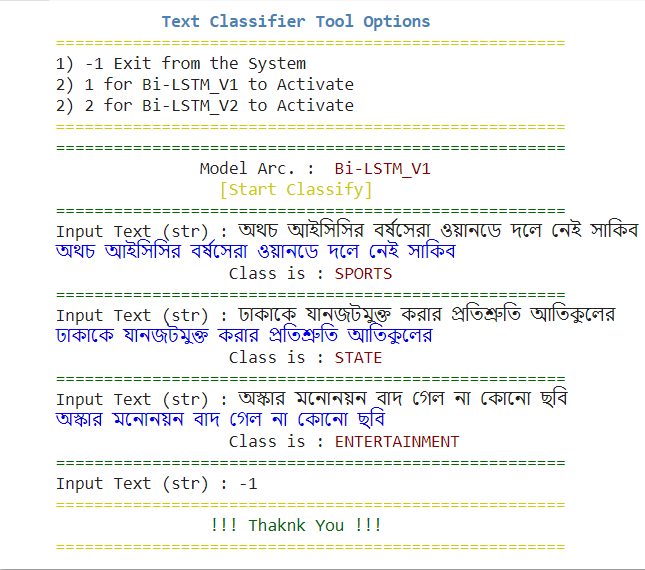 Text Classifier Tool Options
=====================================================
1) -1 Exit from the System
2) 1 for Bi-LSTM_V1 to Activate
2) 2 for Bi-LSTM_V2 to Activate
=====================================================
=====================================================
Model Arc. : Bi-LSTM_V1
[Start Classify]
=====================================================
Input Text (str) : অথচ আইসিসির বর্ষসেরা ওয়ানডে দলে নেই সাকিব
অথচ আইসিসির বর্ষসেরা ওয়ানডে দলে নেই সাকিব
Class is : SPORTS
=====================================================
Input Text (str) : ঢাকাকে যানজটমুক্ত করার প্রতিশ্রুতি আতিকুলের
ঢাকাকে যানজটমুক্ত করার প্রতিশ্রুতি আতিকুলের
Class is : STATE
=====================================================
Input Text (str) : অস্কার মনোনয়ন বাদ গেল না কোনো ছবি
অস্কার মনোনয়ন বাদ গেল না কোনো ছবি
Class is : ENTERTAINMENT
=====================================================
Input Text (str) : -1
=====================================================
!!! Thaknk You !!!
=====================================================